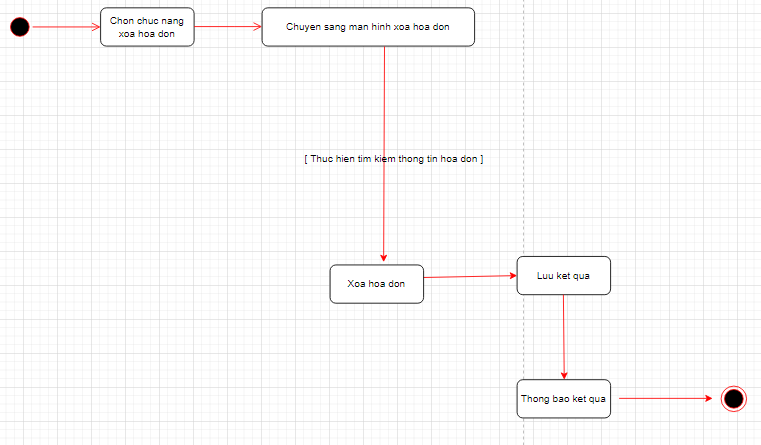 Chon chuc nang
xoa hoa don
Chuyen sang man hinh xoa hoa don
[ Thuc hien tim kiem thong tin hoa don ]
Xoa hoa don
Luu ket qua
Thong bao ket qua